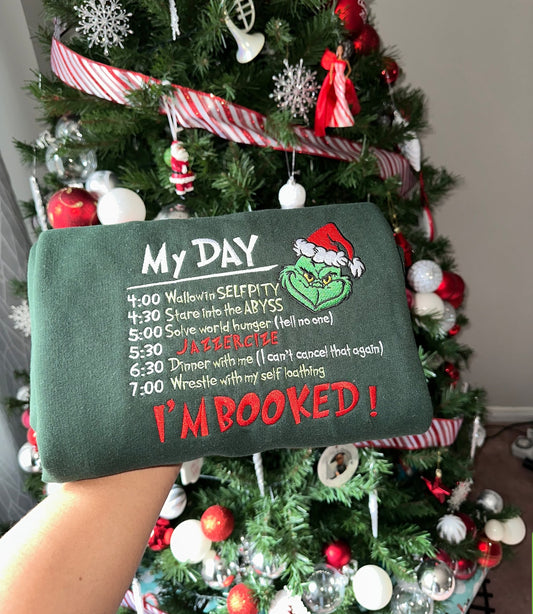 My DAY
4:00 Wallow in SELFPITY
4:30 Stare into the ABYSS
5:00 Solve world hunger (tell no one)
5:30 JAZZERCIZE
6:30 Dinner with me (I can't cancel that again)
7:00 Wrestle with my self loathing
I'M BOOKED!